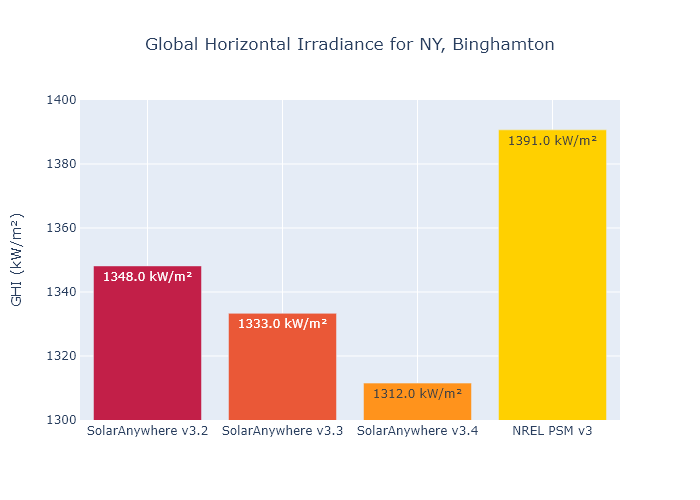 Global Horizontal Irradiance for NY, Binghamton
GHI (kW/m²)
1400
1380
1360
1340
1320
1300
1348.0 kW/m²
1333.0 kW/m²
1312.0 kW/m²
1391.0 kW/m²
SolarAnywhere v3.2
SolarAnywhere v3.3
SolarAnywhere v3.4
NREL PSM v3